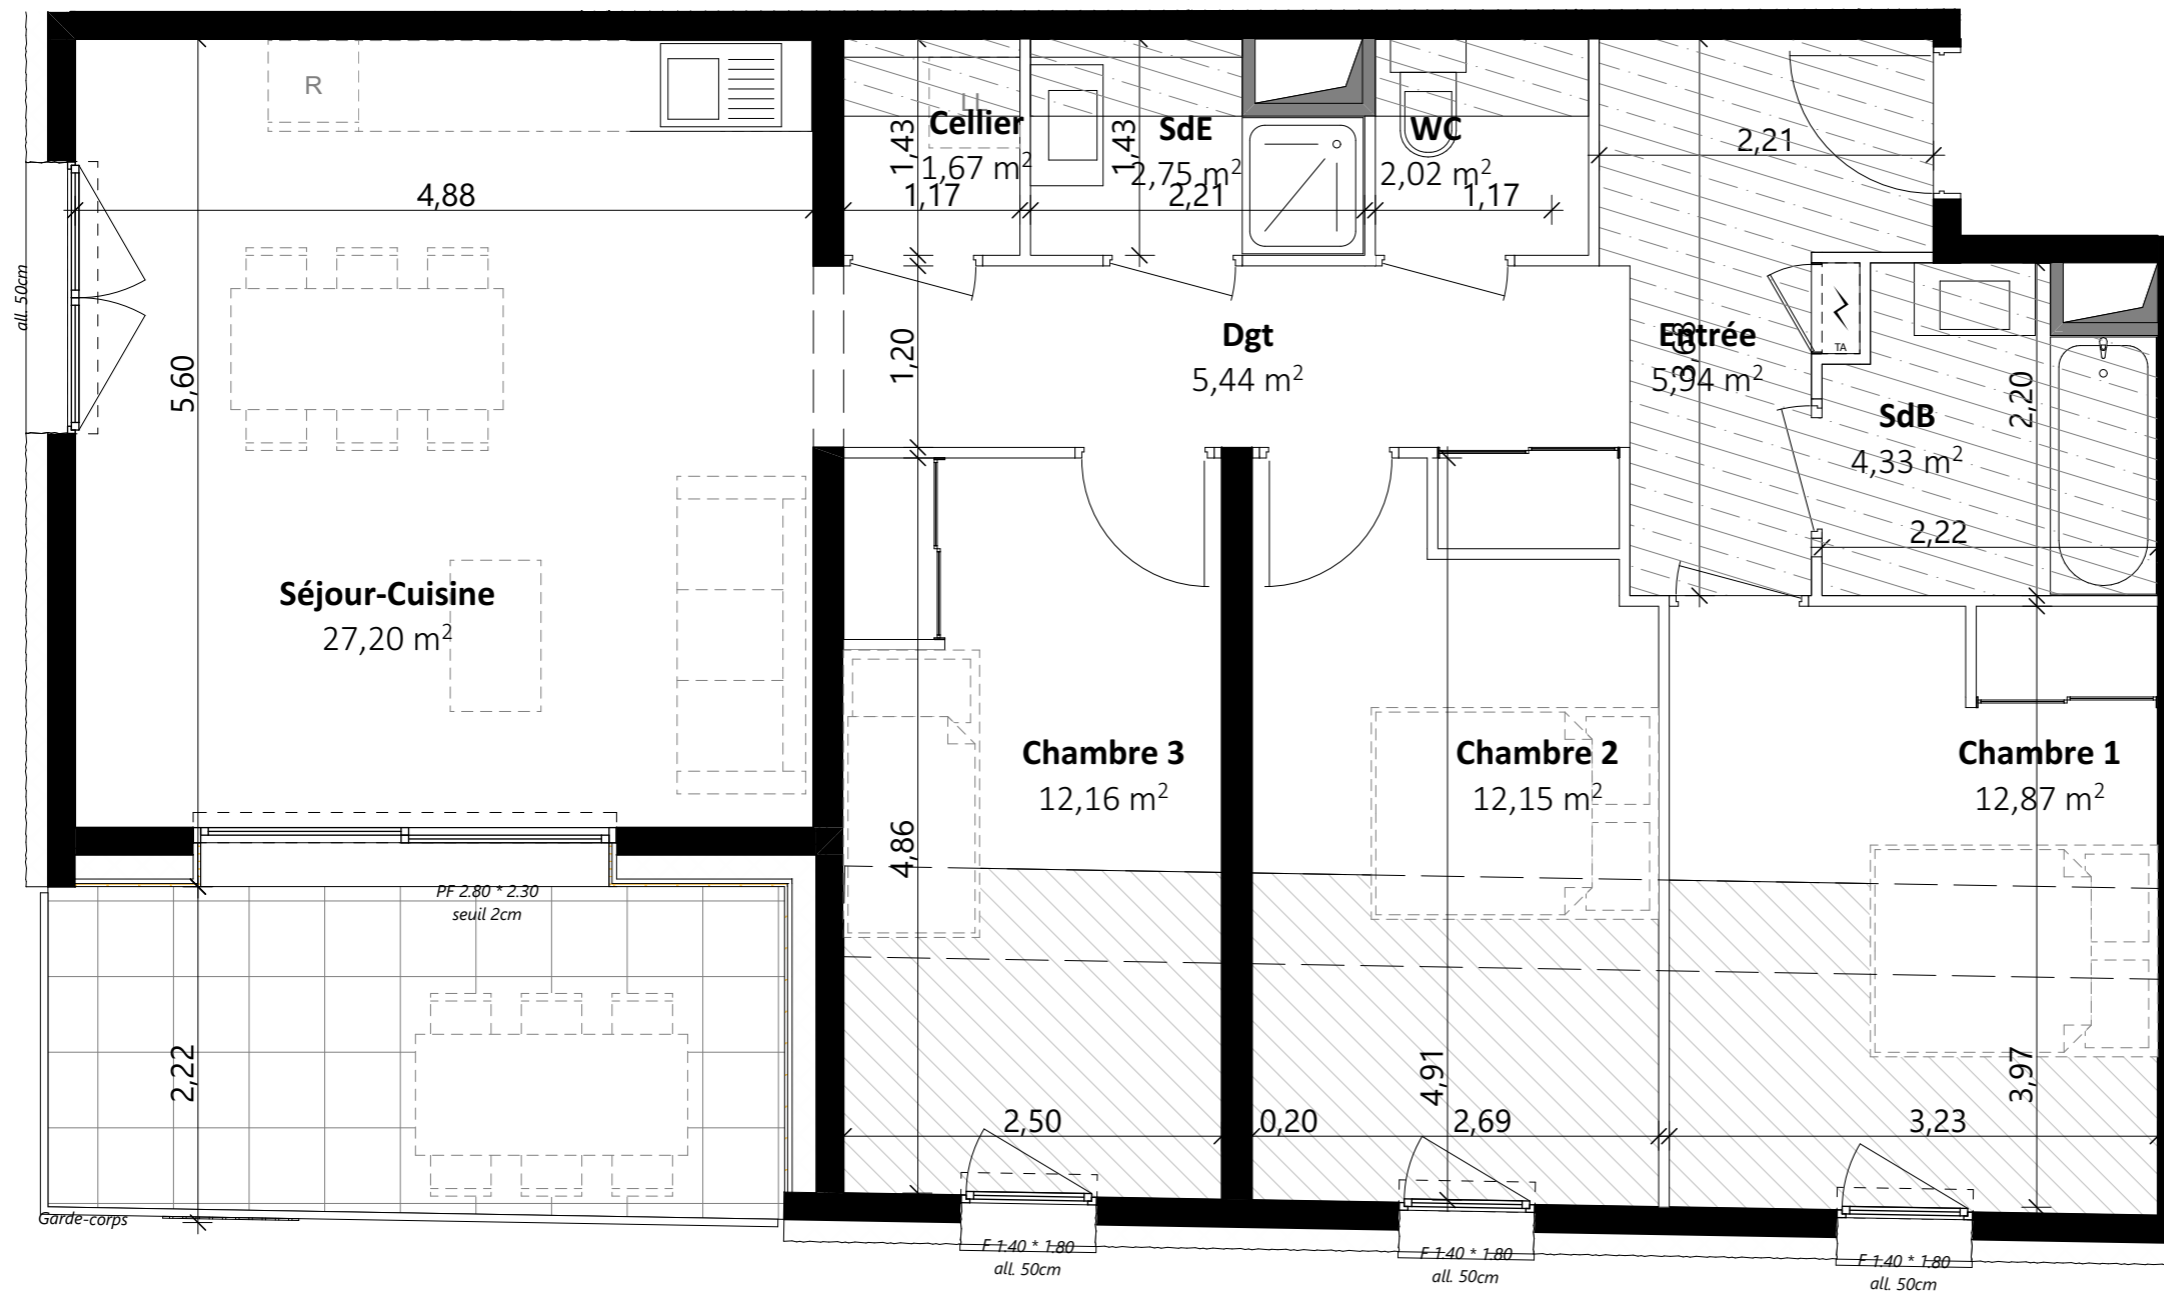 R
LL
Cellier
1,67 m²
1,43
1,17
SdE
2,75 m²
1,43
2,21
WC
2,02 m²
1,17
2,21
4,88
all. 50cm
5,60
1,20
Dgt
5,44 m²
Entrée
5,94 m²
3,68
TA
SdB
4,33 m²
2,20
2,22
Séjour-Cuisine
27,20 m²
Chambre 3
12,16 m²
Chambre 2
12,15 m²
Chambre 1
12,87 m²
4,86
PF 2.80 * 2.30
seuil 2cm
2,22
4,91
3,97
2,50
0,20
2,69
3,23
Garde-corps
F 1.40 * 1.80
all. 50cm
F 1.40 * 1.80
all. 50cm
F 1.40 * 1.80
all. 50cm